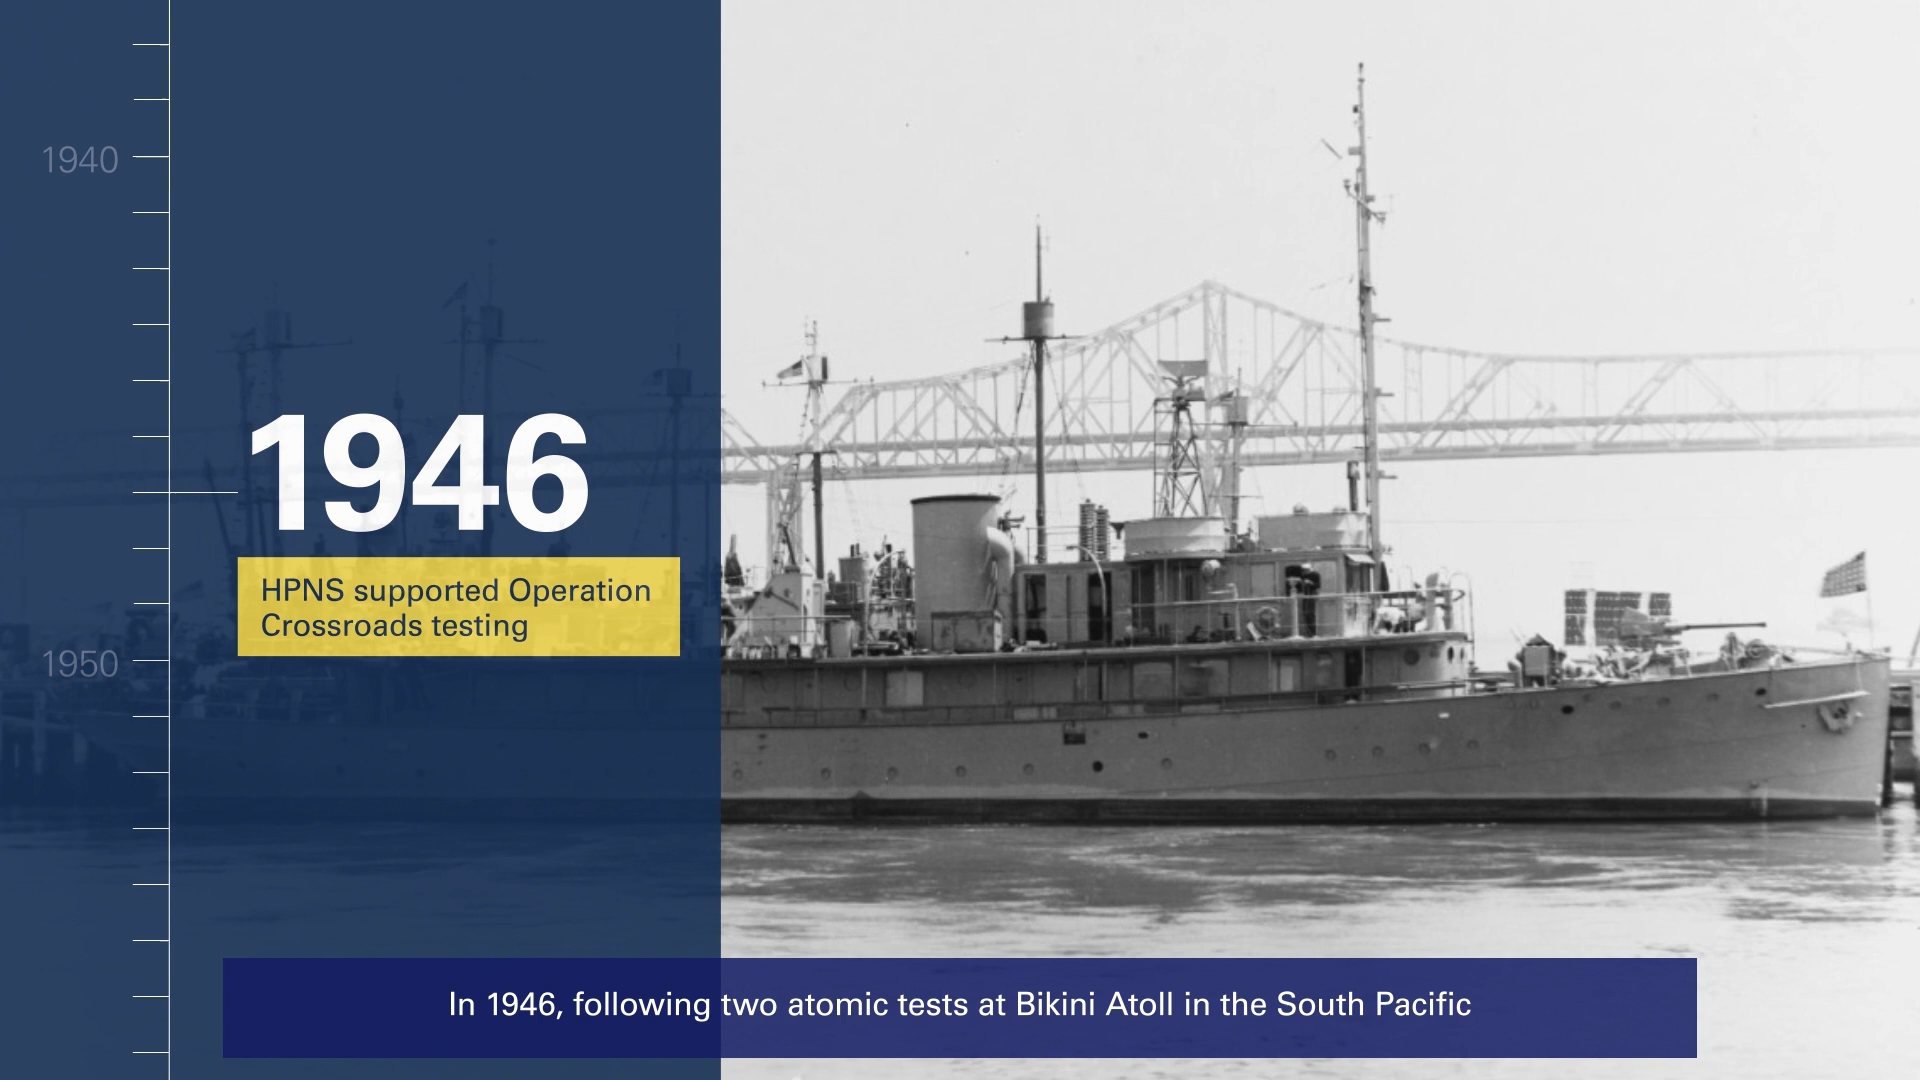 1940
1946
HPNS supported Operation
Crossroads testing
1950
In 1946, following two atomic tests at Bikini Atoll in the South Pacific